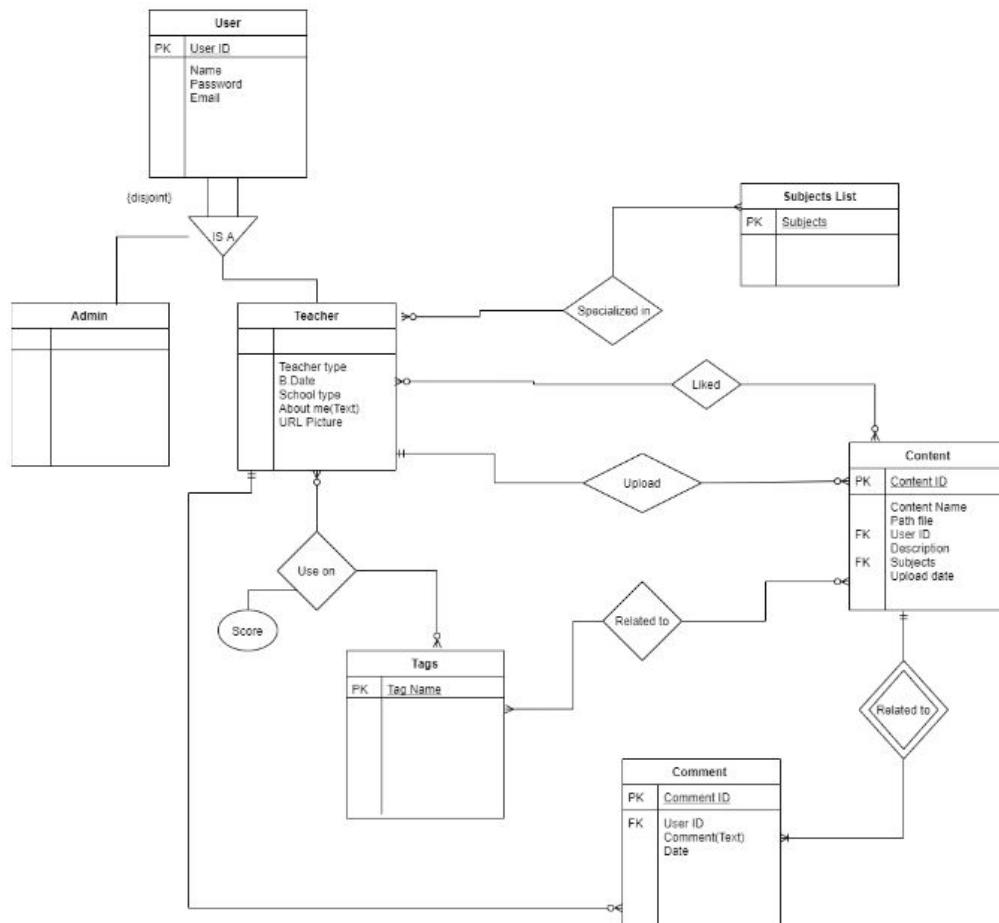 User
PK User ID
Name
Password
Email
{disjoint}
IS A
Subjects List
PK Subjects
Specialized in
Admin
Teacher
Teacher type
B.Date
School type
About me(Text)
URL Picture
Liked
Upload
Content
PK Content ID
Content Name
Path file
FK User ID
Description
FK Subjects
Upload date
Use on
Score
Related to
Tags
PK Tag Name
Related to
Comment
PK Comment ID
FK User ID
Comment(Text)
Date